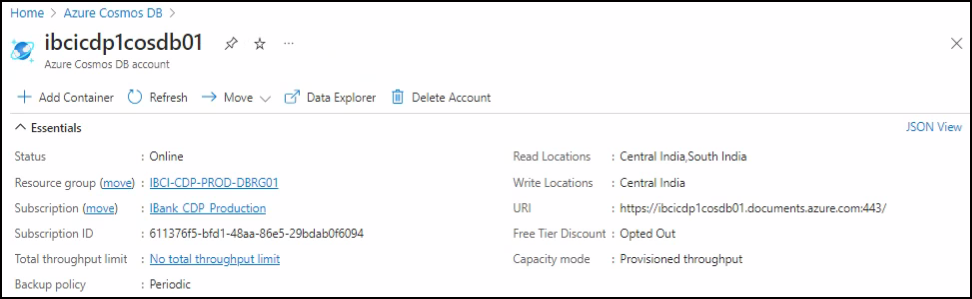 Home > Azure Cosmos DB >
ibcicdp1cosdb01
Azure Cosmos DB account
Add Container Refresh Move Data Explorer Delete Account
Essentials JSON View
Status : Online
Read Locations : Central India,South India
Resource group (move) : IBCI-CDP-PROD-DBRG01
Write Locations : Central India
Subscription (move) : IBank_CDP_Production
URI : https://ibcicdp1cosdb01.documents.azure.com:443/
Subscription ID : 611376f5-bfd1-48aa-86e5-29bdab0f6094
Free Tier Discount : Opted Out
Total throughput limit : No total throughput limit
Capacity mode : Provisioned throughput
Backup policy : Periodic